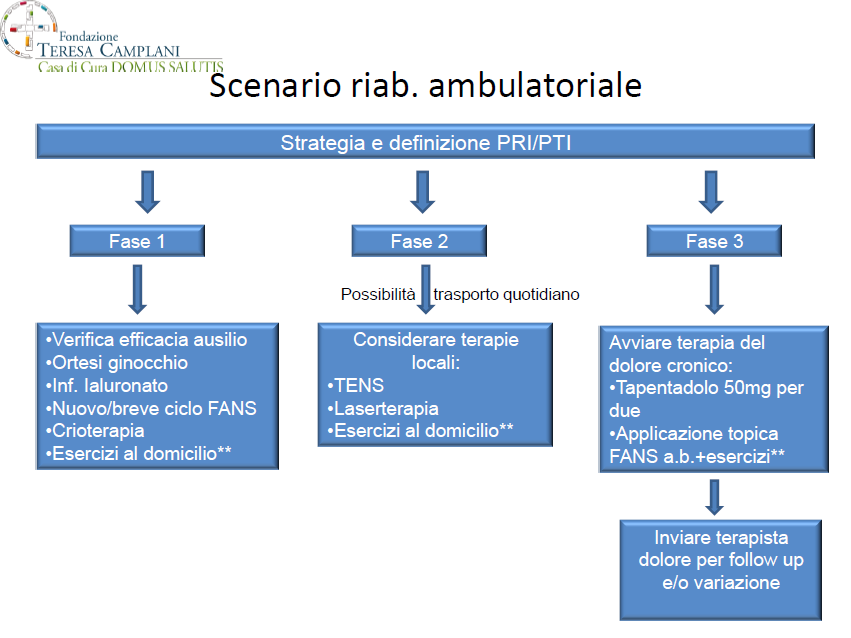 Fondazione
TERESA CAMPLANI
Casa di Cura DOMUS SALUTIS
Scenario riab. ambulatoriale
Strategia e definizione PRI/PTI
Fase 1
Fase 2
Fase 3
Possibilità trasporto quotidiano
•Verifica efficacia ausilio
•Ortesi ginocchio
•Inf. Ialuronato
•Nuovo/breve ciclo FANS
•Crioterapia
•Esercizi al domicilio**
Considerare terapie
locali:
•TENS
•Laserterapia
•Esercizi al domicilio**
Avviare terapia del
dolore cronico:
•Tapentadolo 50mg per
due
•Applicazione topica
FANS a.b.+esercizi**
Inviare terapista
dolore per follow up
e/o variazione